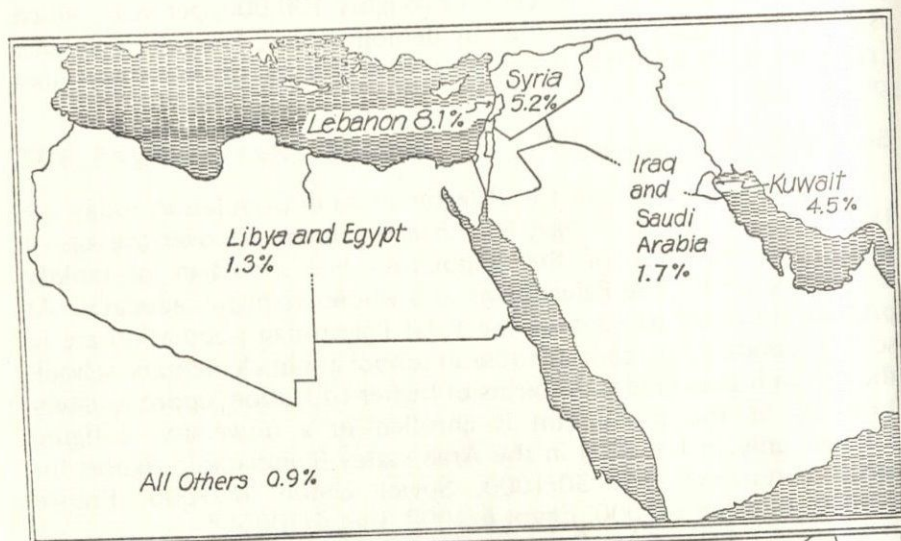 Syria
5.2%
Lebanon 8.1%
Iraq
and
Saudi
Arabia
1.7%
Kuwait
4.5%
Libya and Egypt
1.3%
All Others 0.9%